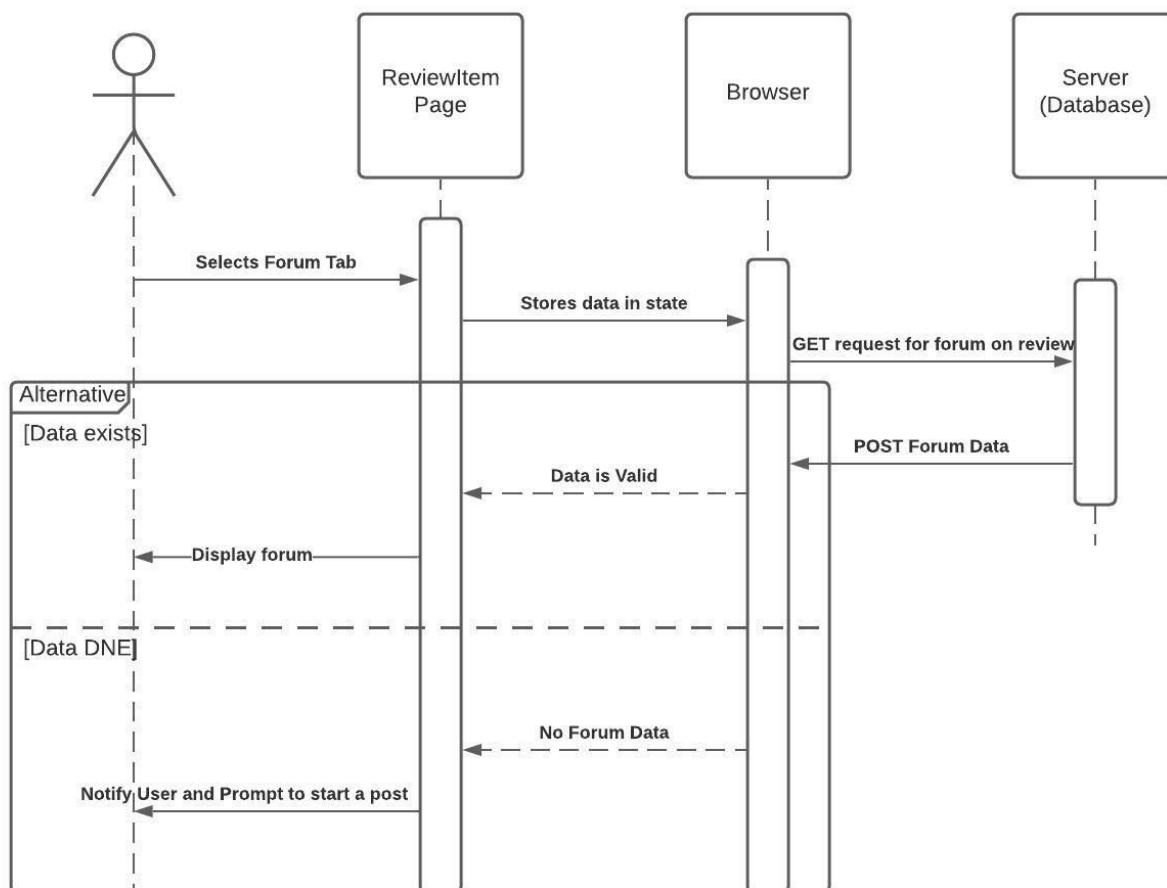 ReviewItem
Page
Browser
Server
(Database)
Selects Forum Tab
Stores data in state
GET request for forum on review
Alternative
[Data exists]
POST Forum Data
Data is Valid
Display forum
[Data DNE]
No Forum Data
Notify User and Prompt to start a post